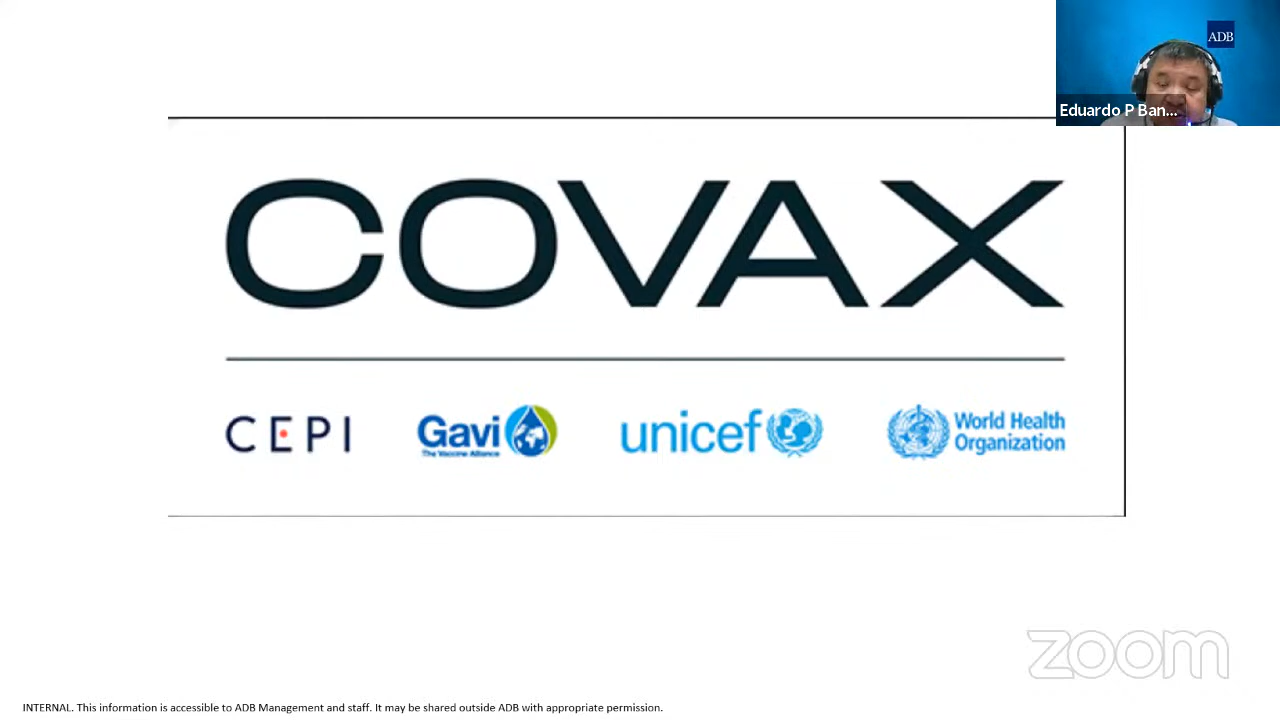 ADB
Eduardo P Ban...
COVAX
CEPI
Gavi
The Vaccine Alliance
unicef
World Health
Organization
zoom
INTERNAL. This information is accessible to ADB Management and staff. It may be shared outside ADB with appropriate permission.